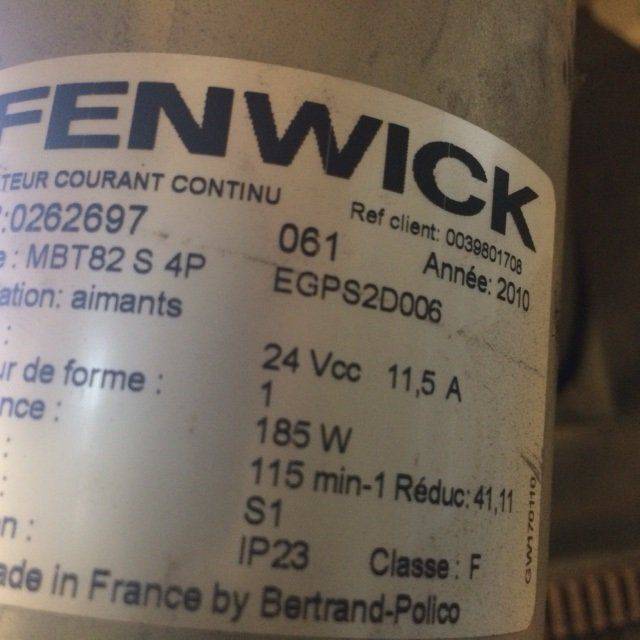 FENWICK
TEUR COURANT CONTINU
Ref client: 0039801708
:0262697 061 Année: 2010
: MBT82 S 4P EGPS2D006
ation: aimants
:
24 Vcc 11,5 A
ur de forme : 1
nce : 185 W
: 115 min-1 Réduc: 41,11
: S1
n : IP23 Classe : F
ade in France by Bertrand-Polico